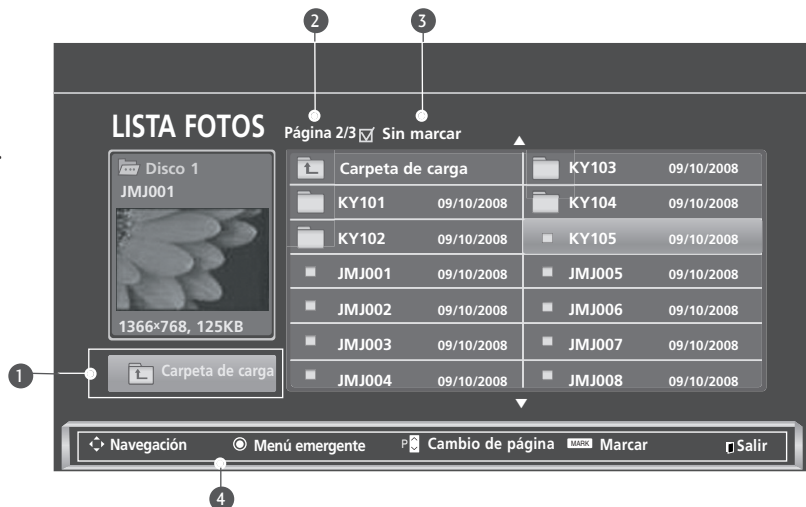 2 3
LISTA FOTOS Página 2/3 Sin marcar
Disco 1
JMJ001
1366×768, 125KB
Carpeta de carga
Carpeta de carga
KY101 09/10/2008
KY102 09/10/2008
JMJ001 09/10/2008
JMJ002 09/10/2008
JMJ003 09/10/2008
JMJ004 09/10/2008
KY103 09/10/2008
KY104 09/10/2008
KY105 09/10/2008
JMJ005 09/10/2008
JMJ006 09/10/2008
JMJ007 09/10/2008
JMJ008 09/10/2008
1
Navegación Menú emergente P Cambio de página MARK Marcar Salir
4